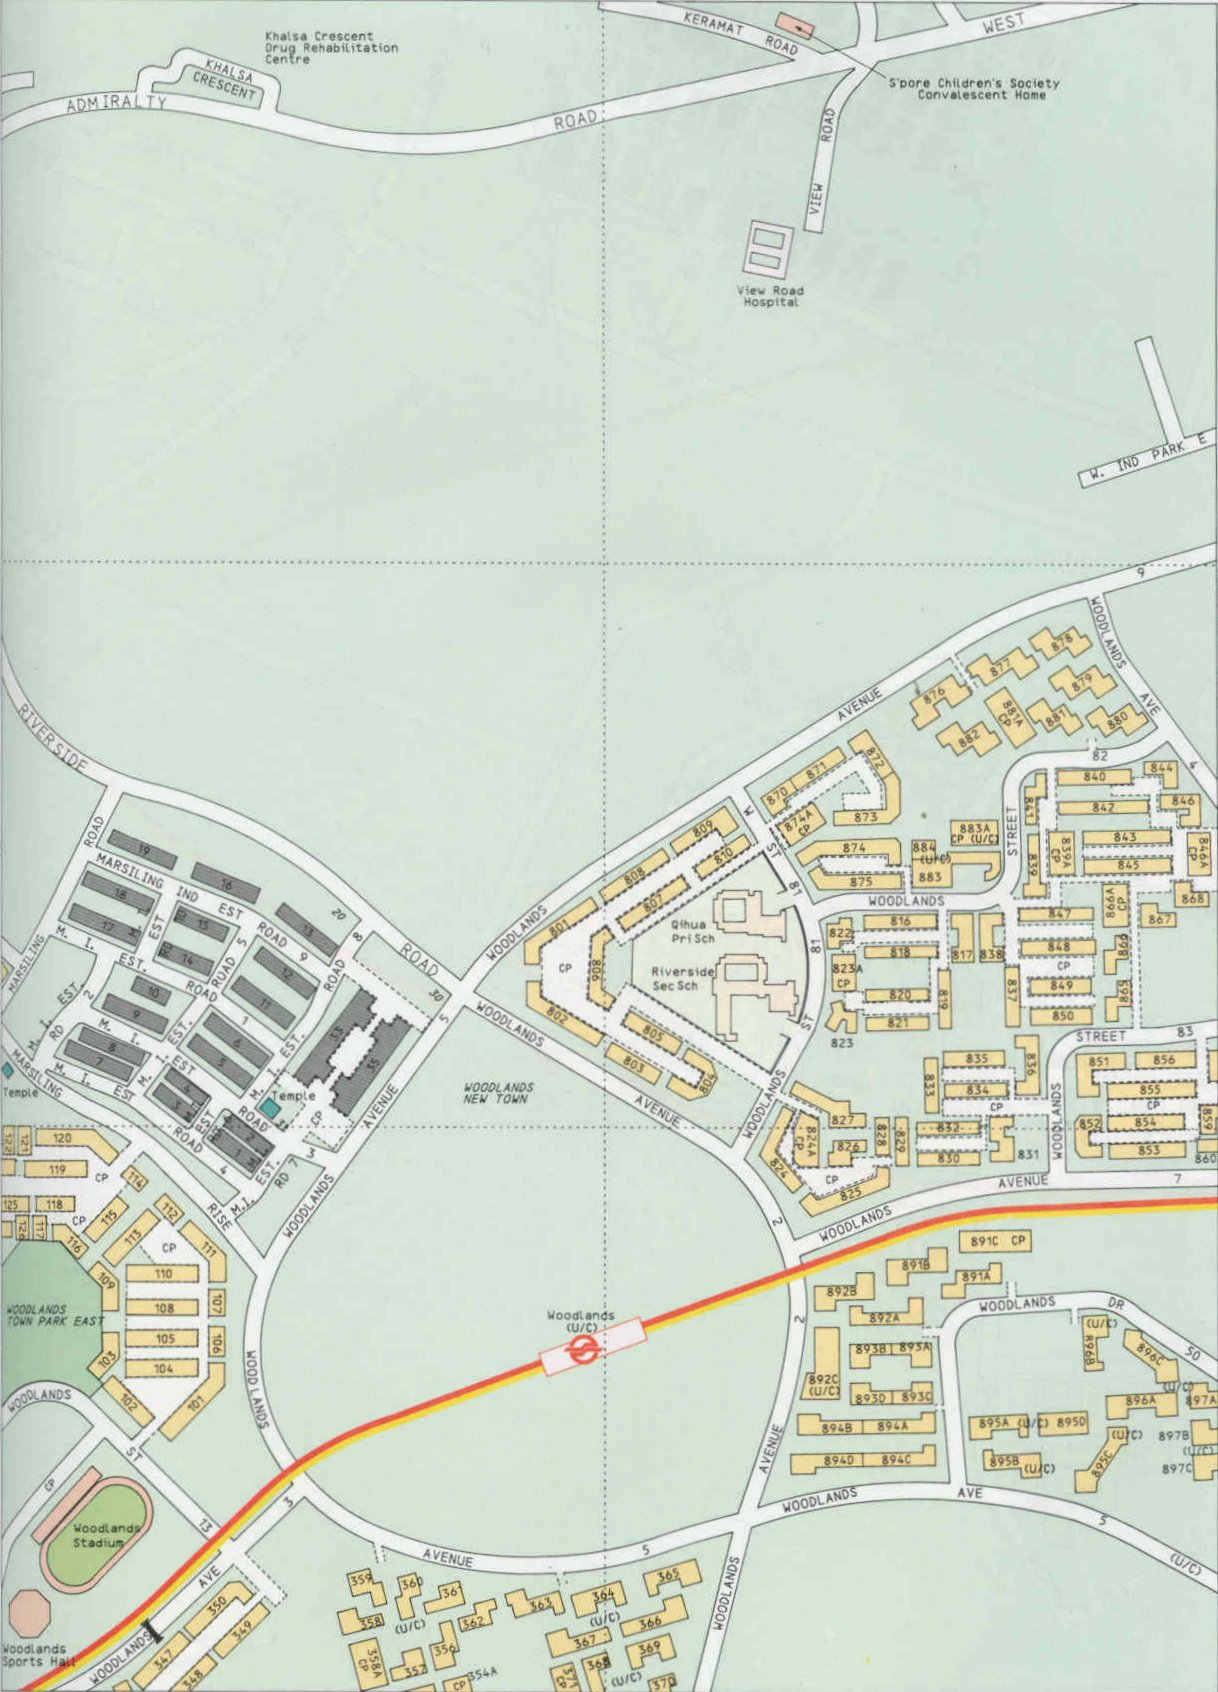 KERAMAT ROAD
WEST
Khalsa Crescent
Drug Rehabilitation
Centre
KHALSA
CRESCENT
S'pore Children's Society
Convalescent Home
ADMIRALTY
ROAD
VIEW ROAD
View Road
Hospital
W. IND PARK E
9
WOODLANDS AVE
4
RIVERSIDE
ROAD
20
30
AVENUE
WOODLANDS
878
877
879
876
881A
CP
881
880
882
82
STREET
872
871
870
874A
CP
873
840
844
842
846
841
843
845
846A
CP
839A
CP
839
809
810
808
807
W
ST
81
874
875
884
(U/C)
883A
CP (U/C)
883
WOODLANDS
866A
CP
868
867
847
848
CP
849
850
866
865
816
818
817
838
837
820
819
821
822
823A
CP
823
801
CP
806
802
805
803
804
Qihua
Pri Sch
Riverside
Sec Sch
81
ST
WOODLANDS
MARSILING
ROAD
19
MARSILING IND EST ROAD 9
16
13
18
17
15
14
12
11
10
9
8
7
6
5
4
3
2
1
33
35
8
ROAD
M. I. EST. ROAD 1
EST ROAD 5
M. I. EST. RD 2
M. I. EST
ROAD 4
M.I. EST. RD 7
3
CP
Temple
Temple
MARSILING
RISE
WOODLANDS
AVENUE
5
WOODLANDS
NEW TOWN
WOODLANDS
AVENUE
2
STREET 83
WOODLANDS
851
856
855
CP
854
852
853
859
860
835
834
836
833
CP
832
830
831
827
826
828
829
824A
CP
824
CP
825
WOODLANDS
AVENUE
7
120
121
122
119
CP
114
125
118
CP
126
117
116
115
113
112
111
CP
110
109
108
107
105
106
104
103
102
101
WOODLANDS
TOWN PARK EAST
WOODLANDS
ST
13
CP
Woodlands
Stadium
Woodlands
Sports Hall
WOODLANDS
3
Woodlands
(U/C)
891C CP
891B
891A
892B
892A
892C
(U/C)
893B
893A
893D
893C
894B
894A
894D
894C
WOODLANDS DR 50
(U/C)
896B
896C
(U/C)
896A
897A
895A (U/C) 895D
895B
(U/C)
895C
(U/C)
897B
(U/C)
897C
2
AVENUE
WOODLANDS
WOODLANDS AVE 5
(U/C)
AVENUE 5
WOODLANDS AVE
350
349
347
348
359
360
361
358
(U/C)
362
363
364
(U/C)
365
366
367
368
369
(U/C)
370
371
356
357
358A
CP
CP
354A